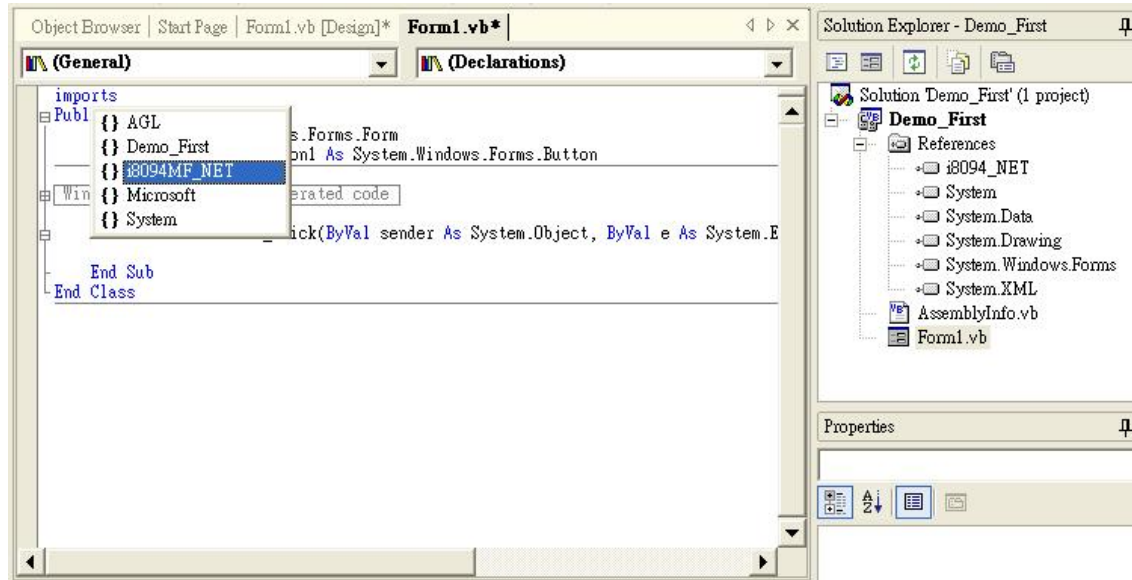 Object Browser | Start Page | Form1.vb [Design]* Form1.vb*
(General) (Declarations)
imports
Publ
s.Forms.Form
on1 As System.Windows.Forms.Button
Win erated code
_ ick(ByVal sender As System.Object, ByVal e As System.E
End Sub
End Class
{} AGL
{} Demo_First
{} i8094MF_NET
{} Microsoft
{} System
Solution Explorer - Demo_First
Solution 'Demo_First' (1 project)
Demo_First
References
i8094_NET
System
System.Data
System.Drawing
System.Windows.Forms
System.XML
AssemblyInfo.vb
Form1.vb
Properties